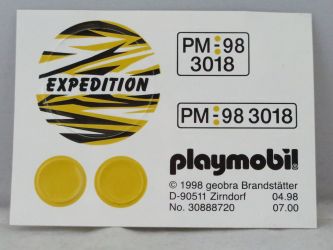 EXPEDITION
PM:98
3018
PM:98 3018
playmobil®
© 1998 geobra Brandstätter
D-90511 Zirndorf 04.98
No. 30888720 07.00